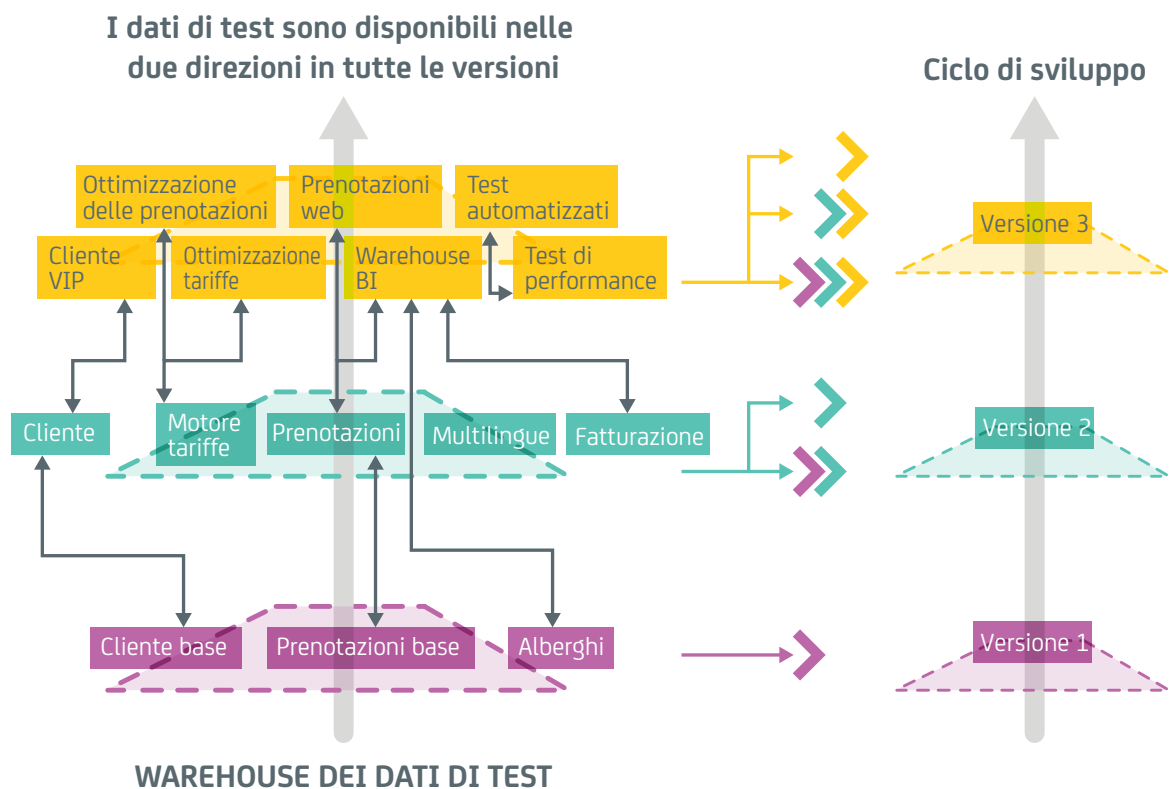 I dati di test sono disponibili nelle
due direzioni in tutte le versioni
Ciclo di sviluppo
Ottimizzazione
delle prenotazioni
Prenotazioni
web
Test
automatizzati
Cliente
VIP
Ottimizzazione
tariffe
Warehouse
BI
Test di
performance
Versione 3
Cliente
Motore
tariffe
Prenotazioni
Multilingue
Fatturazione
Versione 2
Cliente base
Prenotazioni base
Alberghi
Versione 1
WAREHOUSE DEI DATI DI TEST